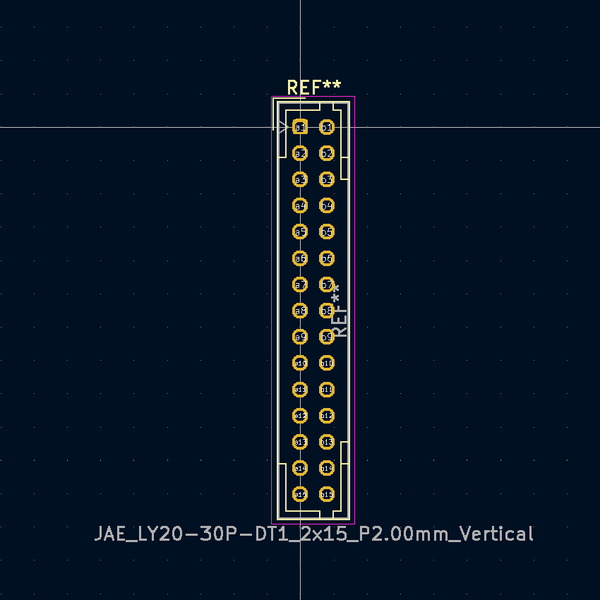 REF**
a1 b1
a2 b2
a3 b3
a4 b4
a5 b5
a6 b6
a7 b7
a8 b8
a9 b9
a10 b10
a11 b11
a12 b12
a13 b13
a14 b14
a15 b15
REF**
JAE_LY20-30P-DT1_2x15_P2.00mm_Vertical